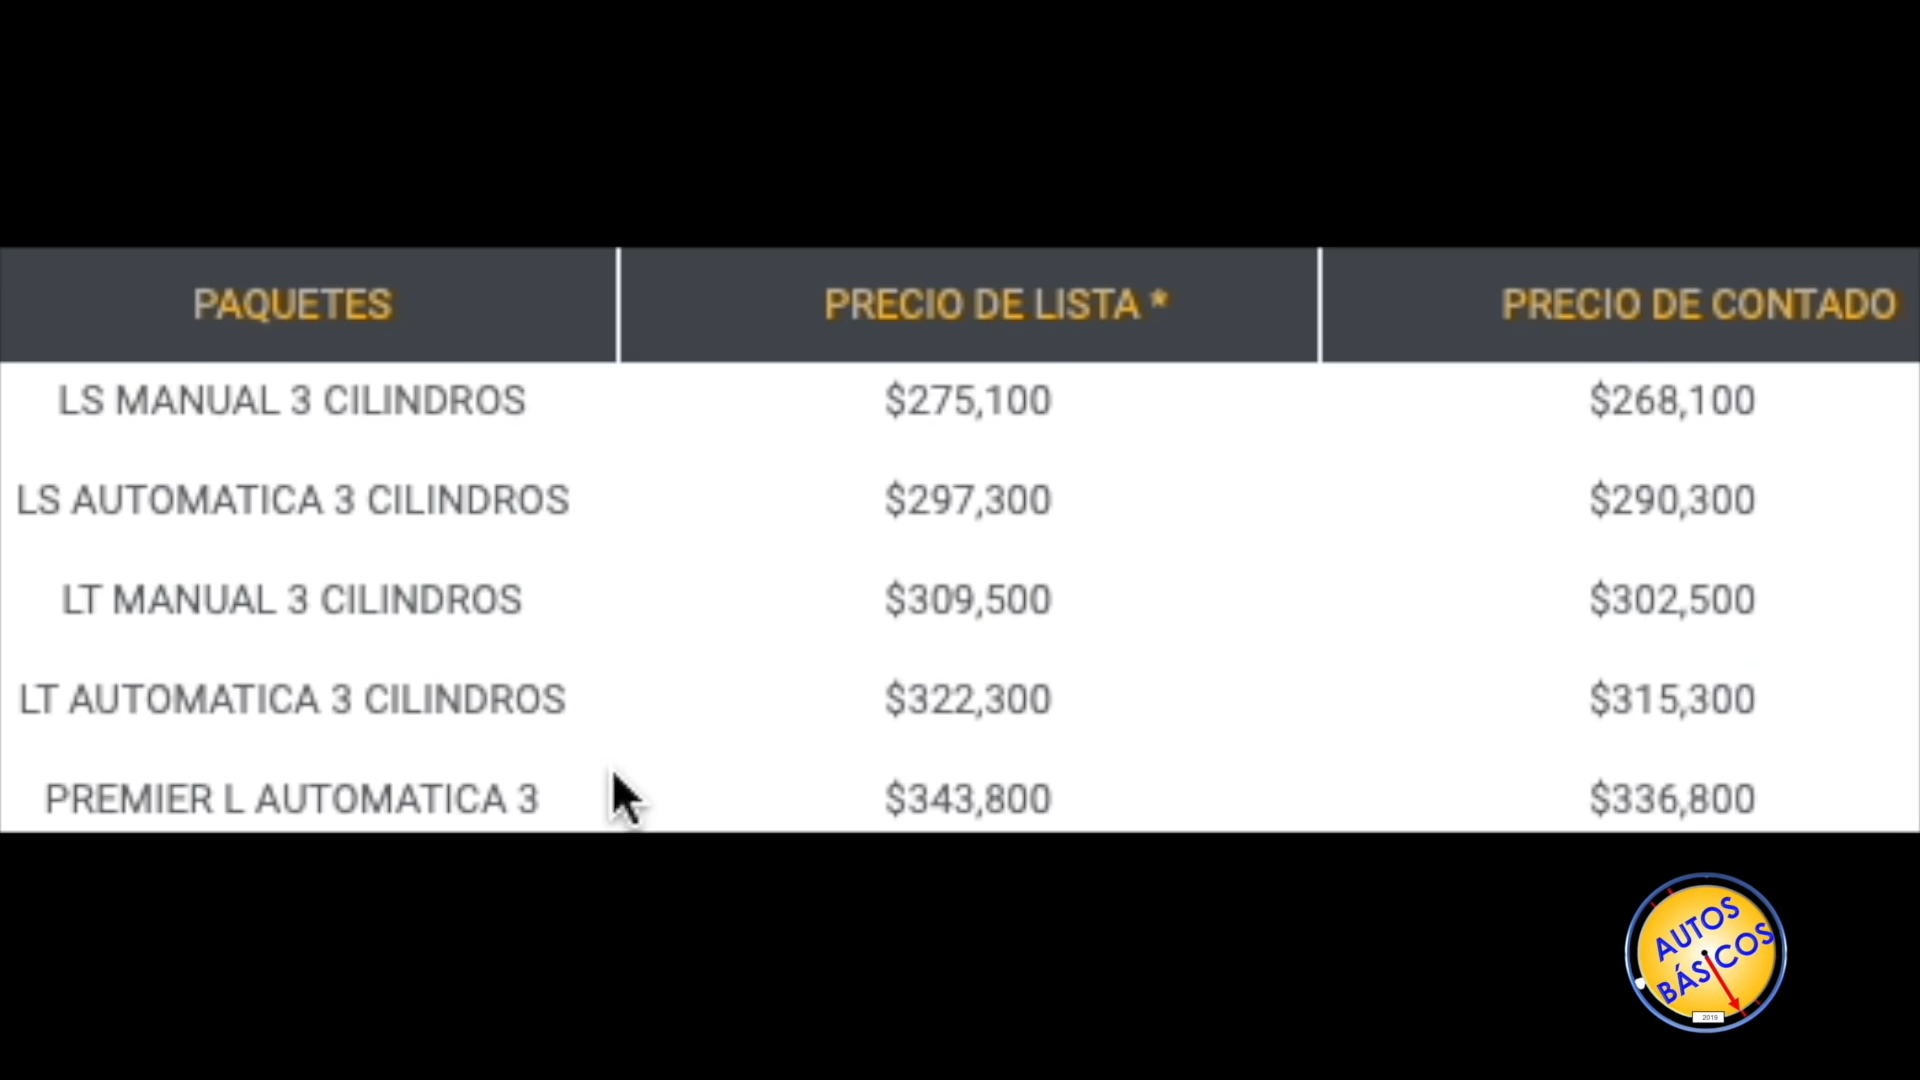 PAQUETES PRECIO DE LISTA * PRECIO DE CONTADO
LS MANUAL 3 CILINDROS $275,100 $268,100
LS AUTOMATICA 3 CILINDROS $297,300 $290,300
LT MANUAL 3 CILINDROS $309,500 $302,500
LT AUTOMATICA 3 CILINDROS $322,300 $315,300
PREMIER L AUTOMATICA 3 $343,800 $336,800
AUTOS
BÁSICOS
2019